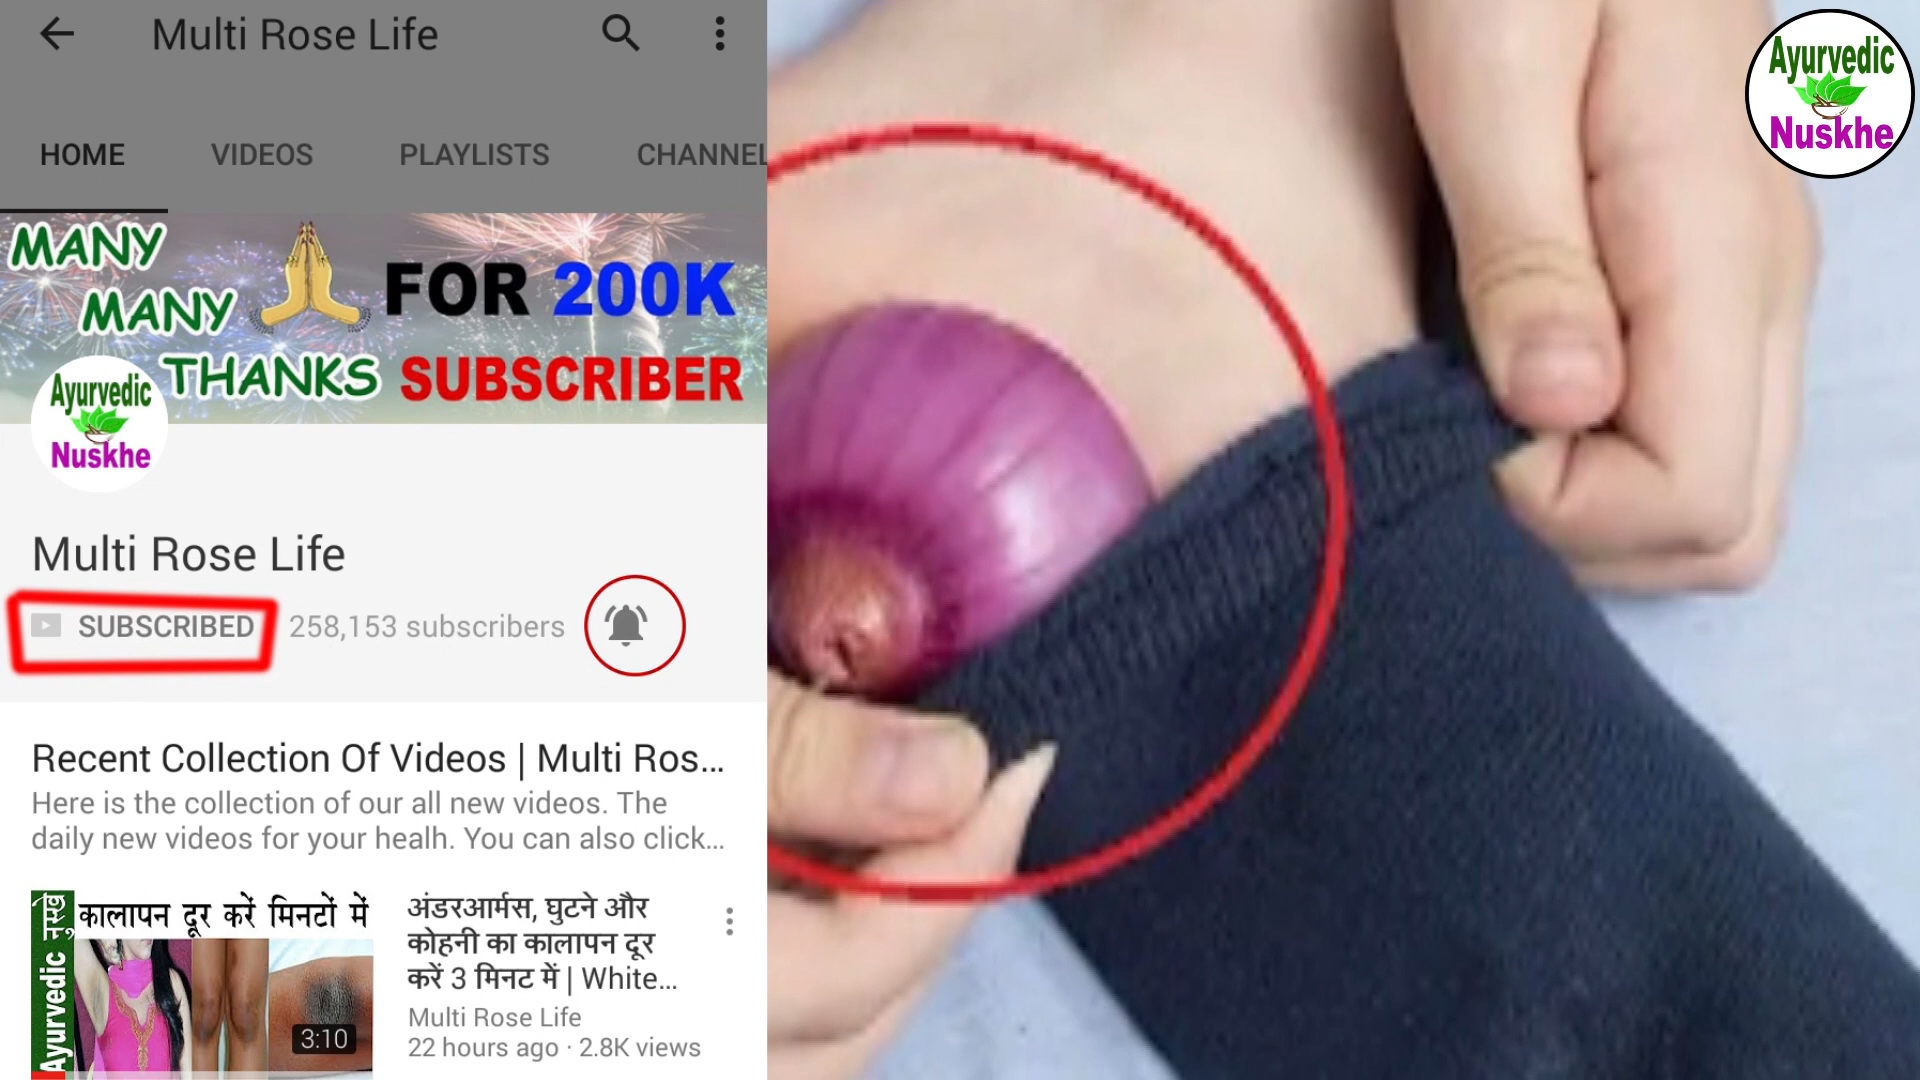 Multi Rose Life
HOME VIDEOS PLAYLISTS CHANNEL
MANY
MANY
THANKS
FOR 200K
SUBSCRIBER
Ayurvedic
Nuskhe
Multi Rose Life
SUBSCRIBED 258,153 subscribers
Recent Collection Of Videos | Multi Ros...
Here is the collection of our all new videos. The
daily new videos for your healh. You can also click...
Ayurvedic नुस्खे
कालापन दूर करें मिनटों में
3:10
अंडरआर्मस, घुटने और
कोहनी का कालापन दूर
करें 3 मिनट में | White...
Multi Rose Life
22 hours ago · 2.8K views
Ayurvedic
Nuskhe